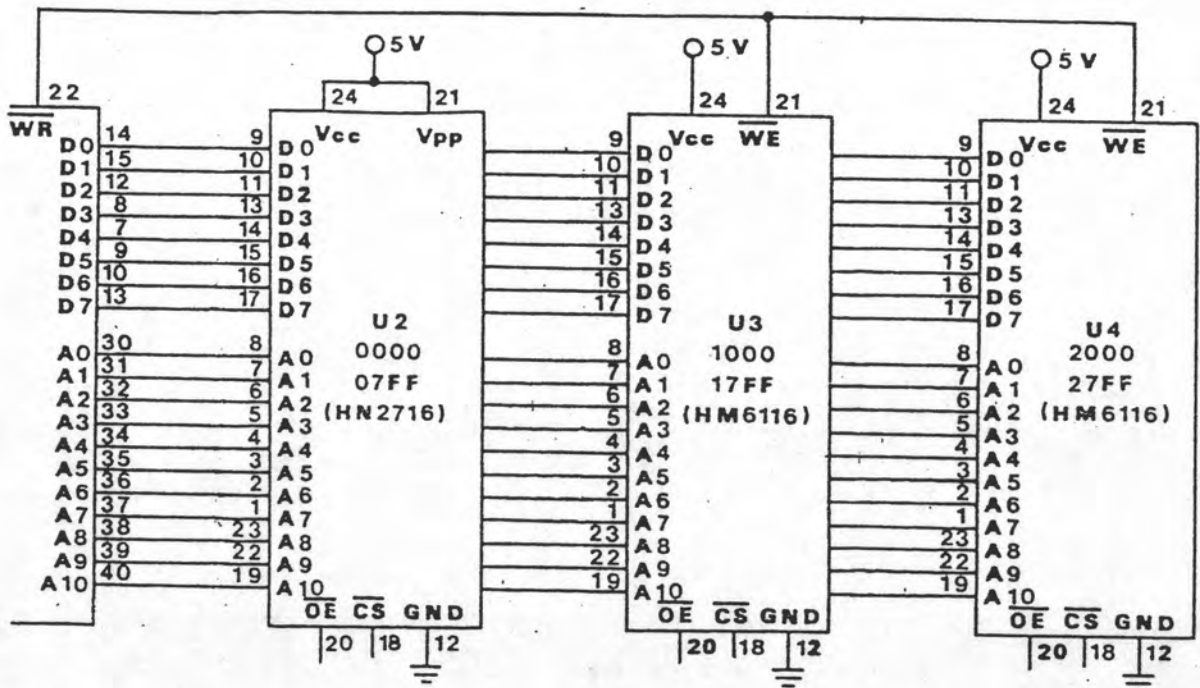 5 V
5 V
5 V
22
24
21
24
21
24
21
WR
Vcc
Vpp
Vcc
WE
Vcc
WE
D0 14 9 D0 9 D0 9 D0
D1 15 10 D1 10 D1 10 D1
D2 12 11 D2 11 D2 11 D2
D3 8 13 D3 13 D3 13 D3
D4 7 14 D4 14 D4 14 D4
D5 9 15 D5 15 D5 15 D5
D6 10 16 D6 16 D6 16 D6
D7 13 17 D7 17 D7 17 D7
U2
0000
07FF
(HN2716)
U3
1000
17FF
(HM6116)
U4
2000
27FF
(HM6116)
A0 30 8 A0 8 A0 8 A0
A1 31 7 A1 7 A1 7 A1
A2 32 6 A2 6 A2 6 A2
A3 33 5 A3 5 A3 5 A3
A4 34 4 A4 4 A4 4 A4
A5 35 3 A5 3 A5 3 A5
A6 36 2 A6 2 A6 2 A6
A7 37 1 A7 1 A7 1 A7
A8 38 23 A8 23 A8 23 A8
A9 39 22 A9 22 A9 22 A9
A10 40 19 A10 19 A10 19 A10
OE CS GND
OE CS GND
OE CS GND
20 18 12
20 18 12
20 18 12